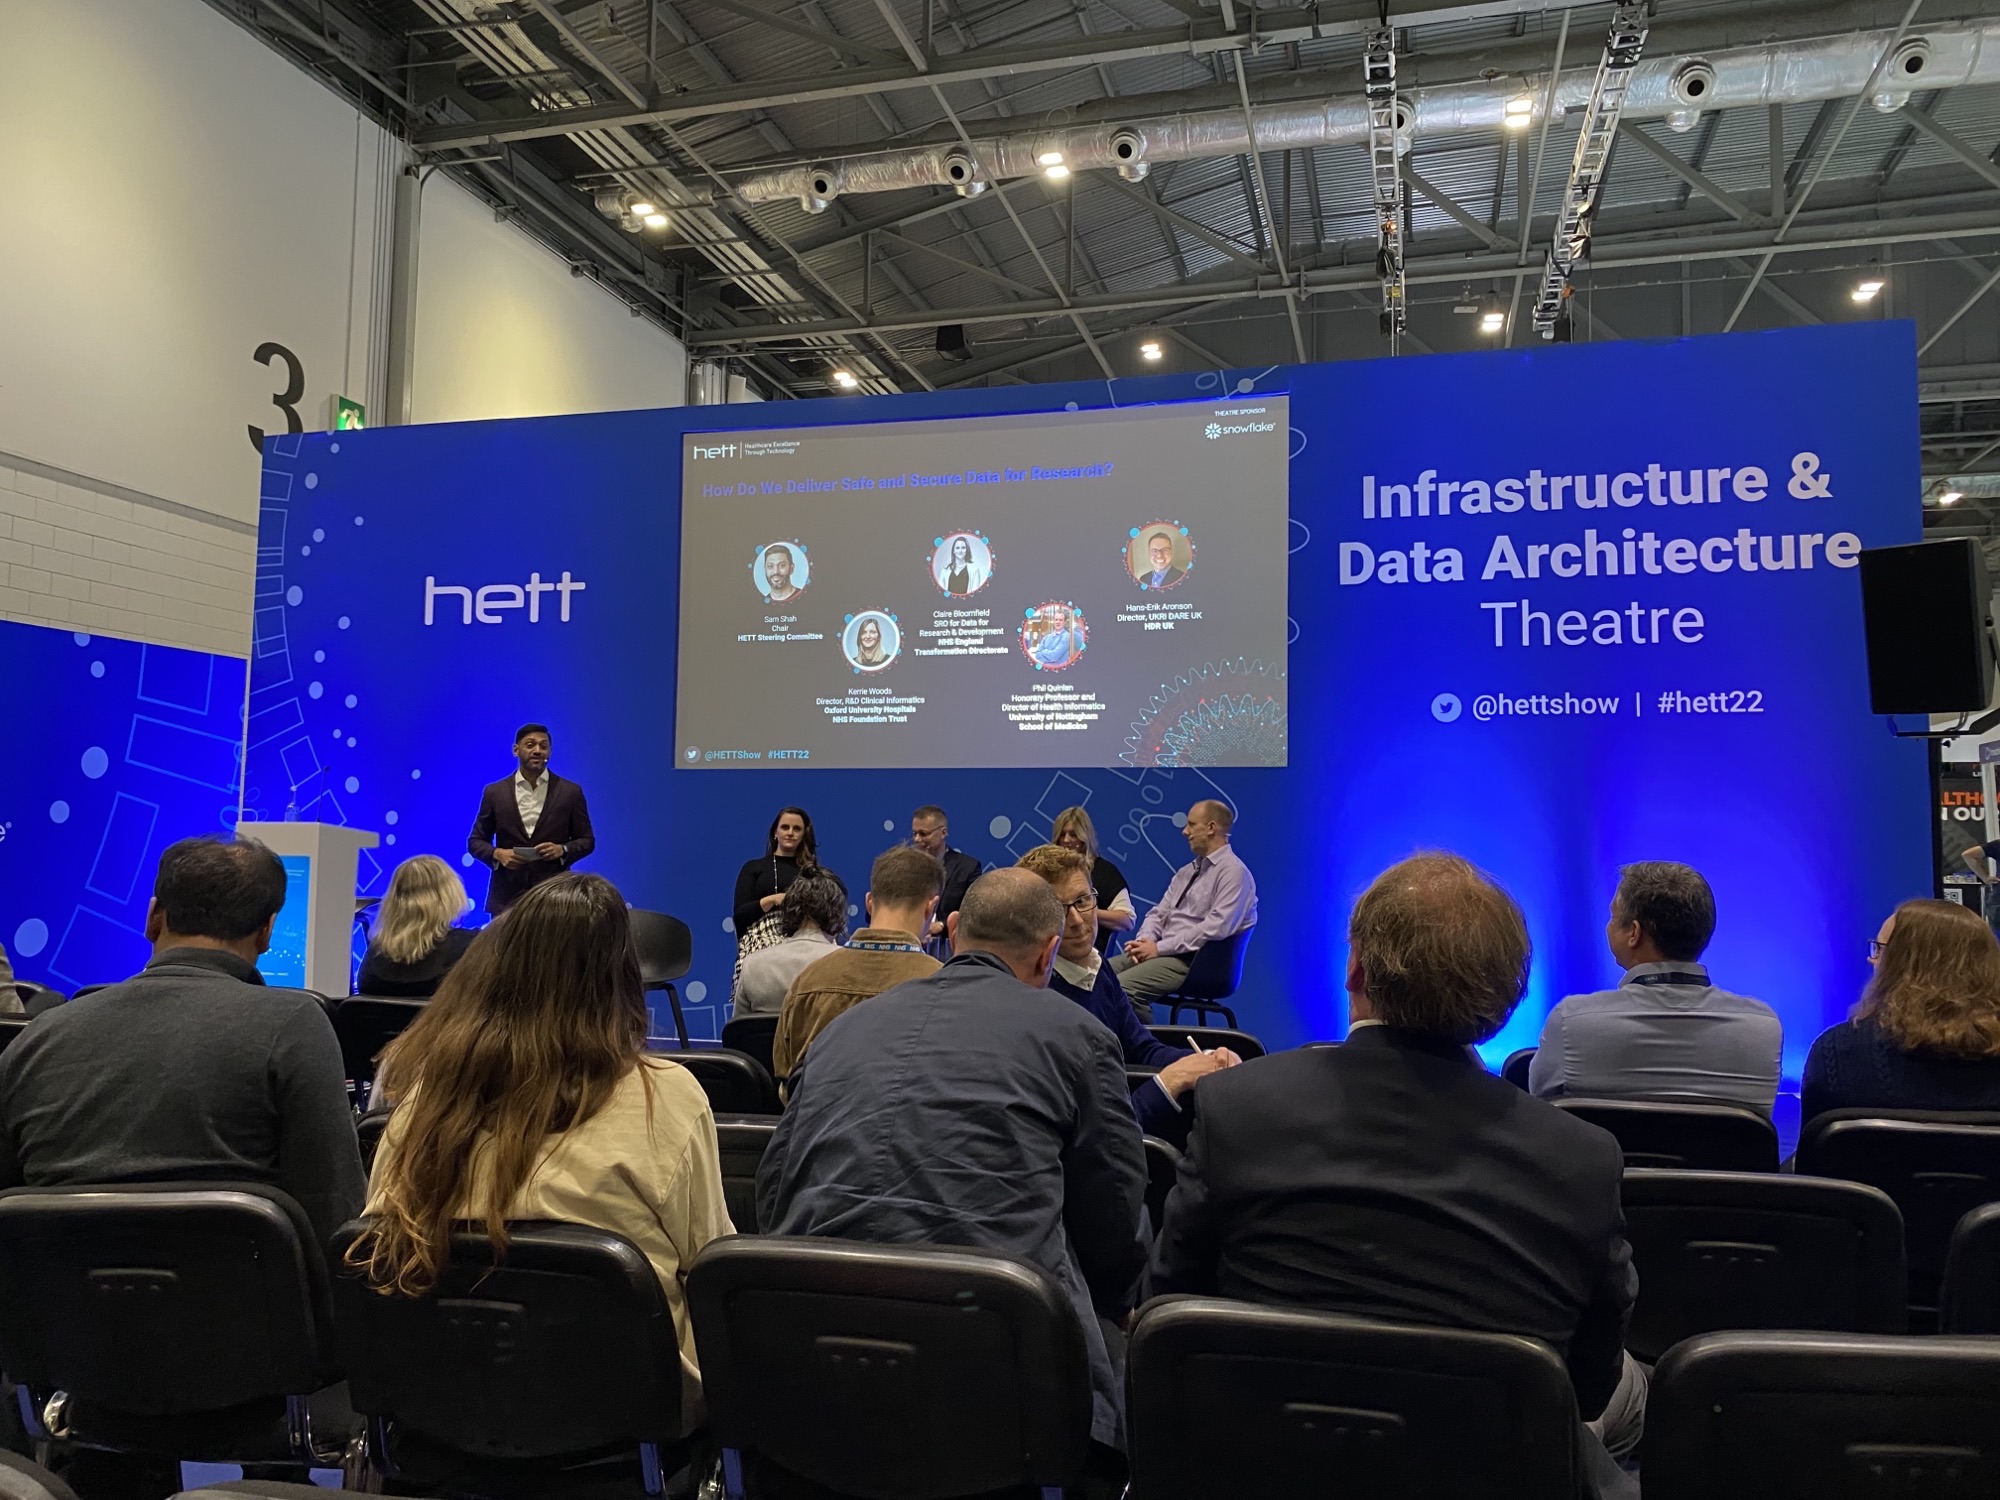 3
hett
hett
Healthcare Excellence
Through Technology
THEATRE SPONSOR
snowflake
How Do We Deliver Safe and Secure Data for Research?
Sam Shah
Chair
HETT Steering Committee
Kerrie Woods
Director, R&D Clinical Informatics
Oxford University Hospitals
NHS Foundation Trust
Claire Bloomfield
SRO for Data for
Research & Development
NHS England
Transformation Directorate
Phil Quinlan
Honorary Professor and
Director of Health Informatics
University of Nottingham
School of Medicine
Hans-Erik Aronson
Director, UKRI DARE UK
HDR UK
@HETTShow #HETT22
Infrastructure &
Data Architecture
Theatre
@hettshow | #hett22
NHS NHS NHS